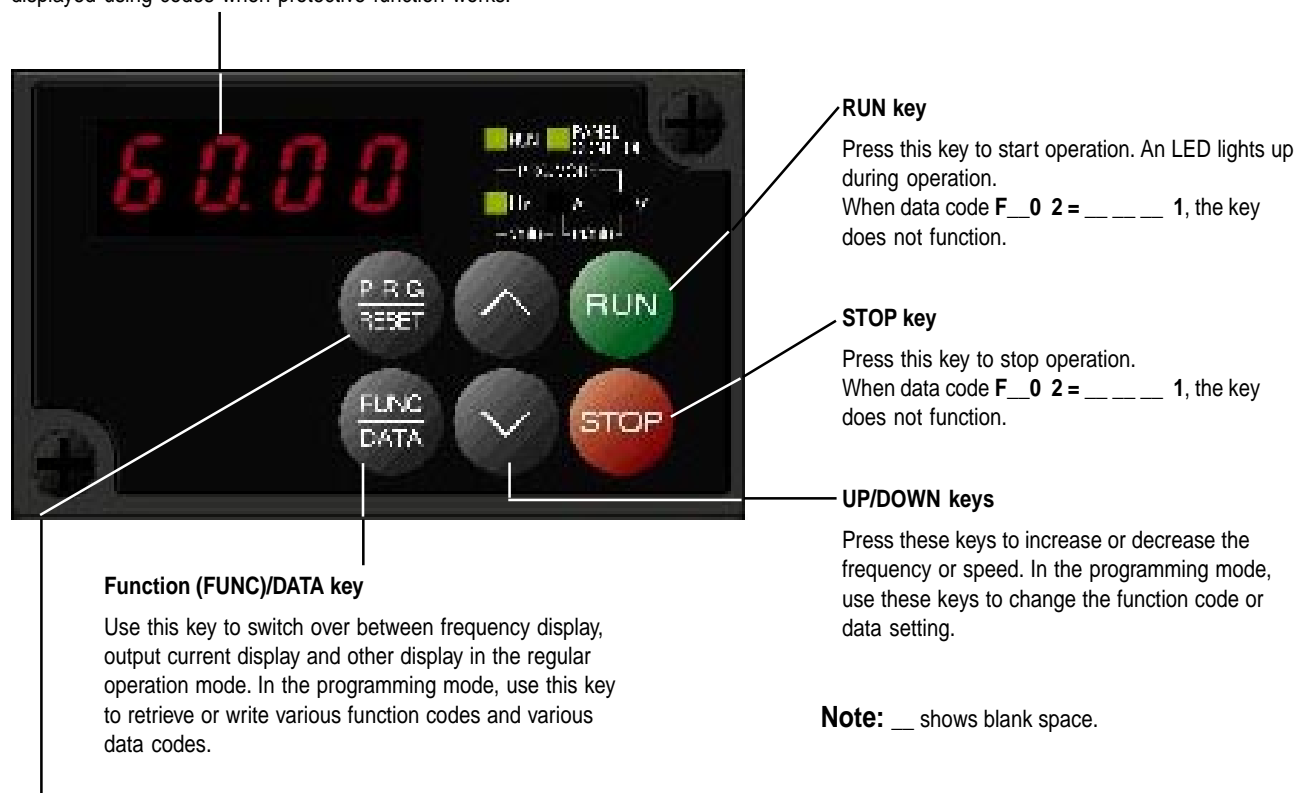 displayed using codes when protective function works.
60.00
RUN
P R G
RESET
RUN
FUNC
DATA
STOP
RUN key
Press this key to start operation. An LED lights up
during operation.
When data code F__0 2 = __ __ __ 1, the key
does not function.
STOP key
Press this key to stop operation.
When data code F__0 2 = __ __ __ 1, the key
does not function.
UP/DOWN keys
Press these keys to increase or decrease the
frequency or speed. In the programming mode,
use these keys to change the function code or
data setting.
Function (FUNC)/DATA key
Use this key to switch over between frequency display,
output current display and other display in the regular
operation mode. In the programming mode, use this key
to retrieve or write various function codes and various
data codes.
Note: __ shows blank space.